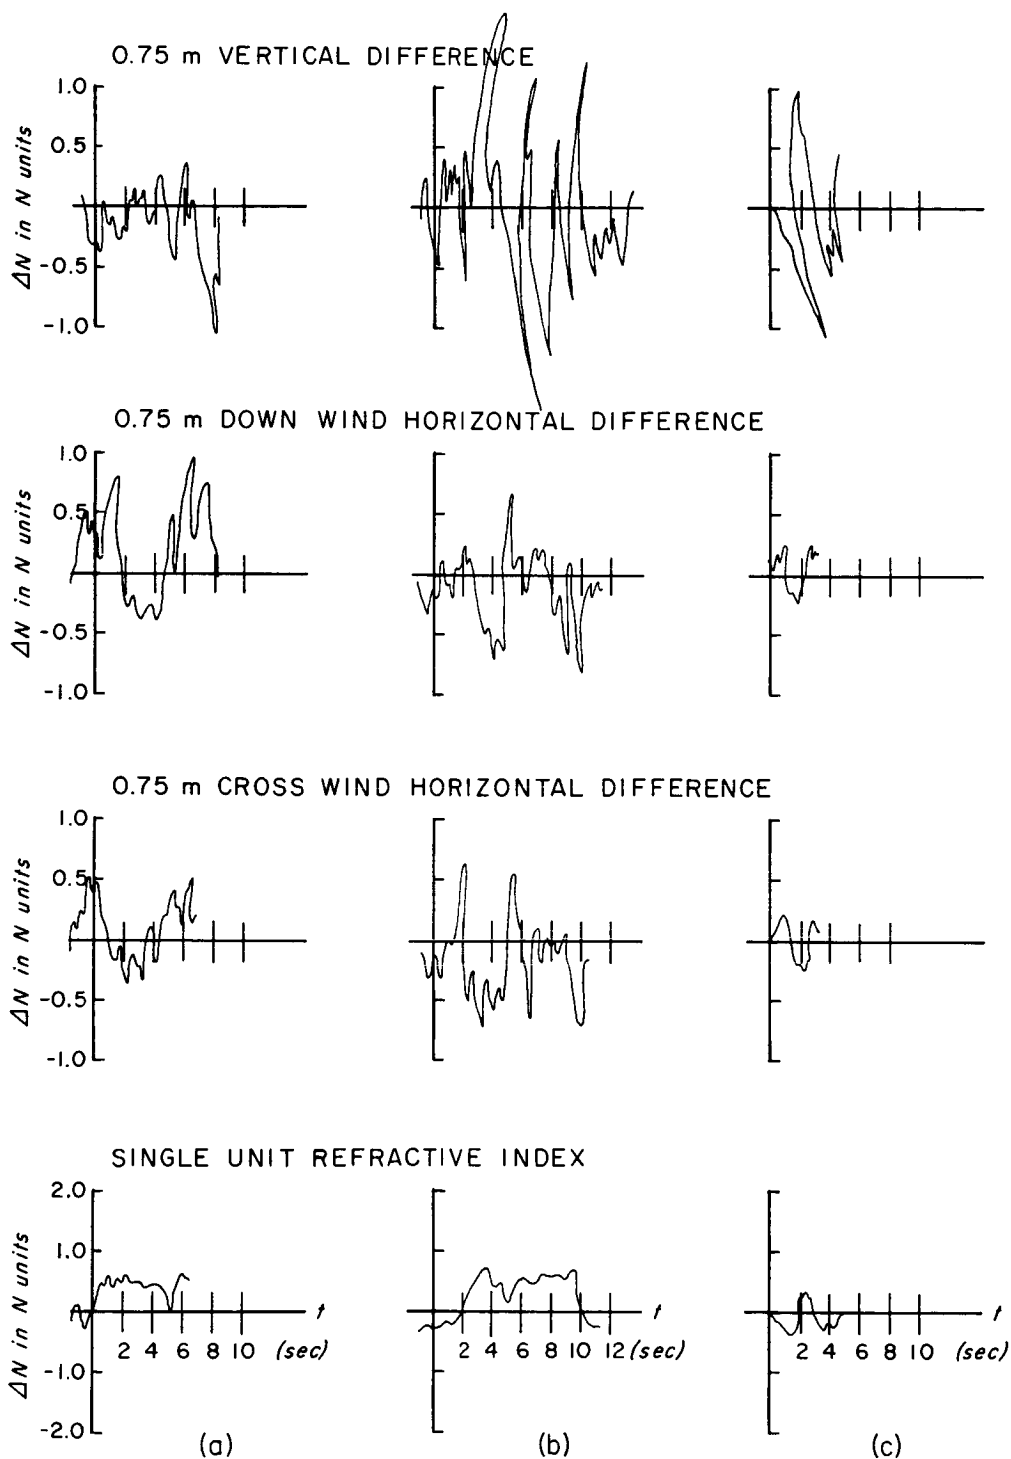 0.75 m VERTICAL DIFFERENCE
1.0
0.5
-0.5
-1.0
ΔN in N units
0.75 m DOWN WIND HORIZONTAL DIFFERENCE
1.0
0.5
-0.5
-1.0
ΔN in N units
0.75 m CROSS WIND HORIZONTAL DIFFERENCE
1.0
0.5
-0.5
-1.0
ΔN in N units
SINGLE UNIT REFRACTIVE INDEX
2.0
1.0
0
-1.0
-2.0
ΔN in N units
t t t
2 4 6 8 10 (sec) 2 4 6 8 10 12 (sec) 2 4 6 8 10 (sec)
(a) (b) (c)